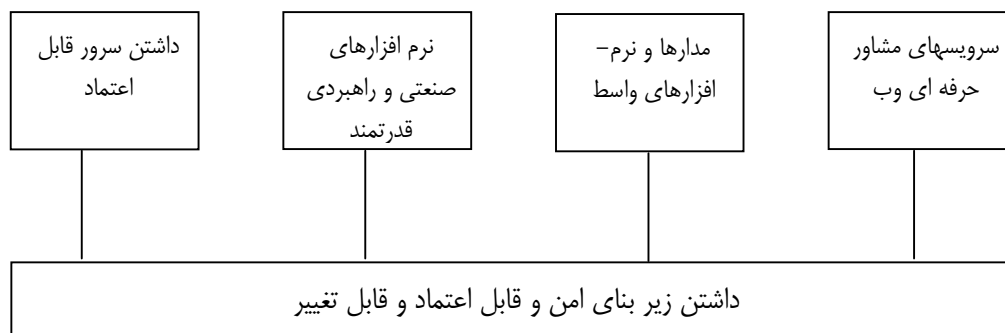 سرویسهای مشاور
حرفه ای وب
مدارها و نرم-
افزارهای واسط
نرم افزارهای
صنعتی و راهبردی
قدرتمند
داشتن سرور قابل
اعتماد
داشتن زیر بنای امن و قابل اعتماد و قابل تغییر